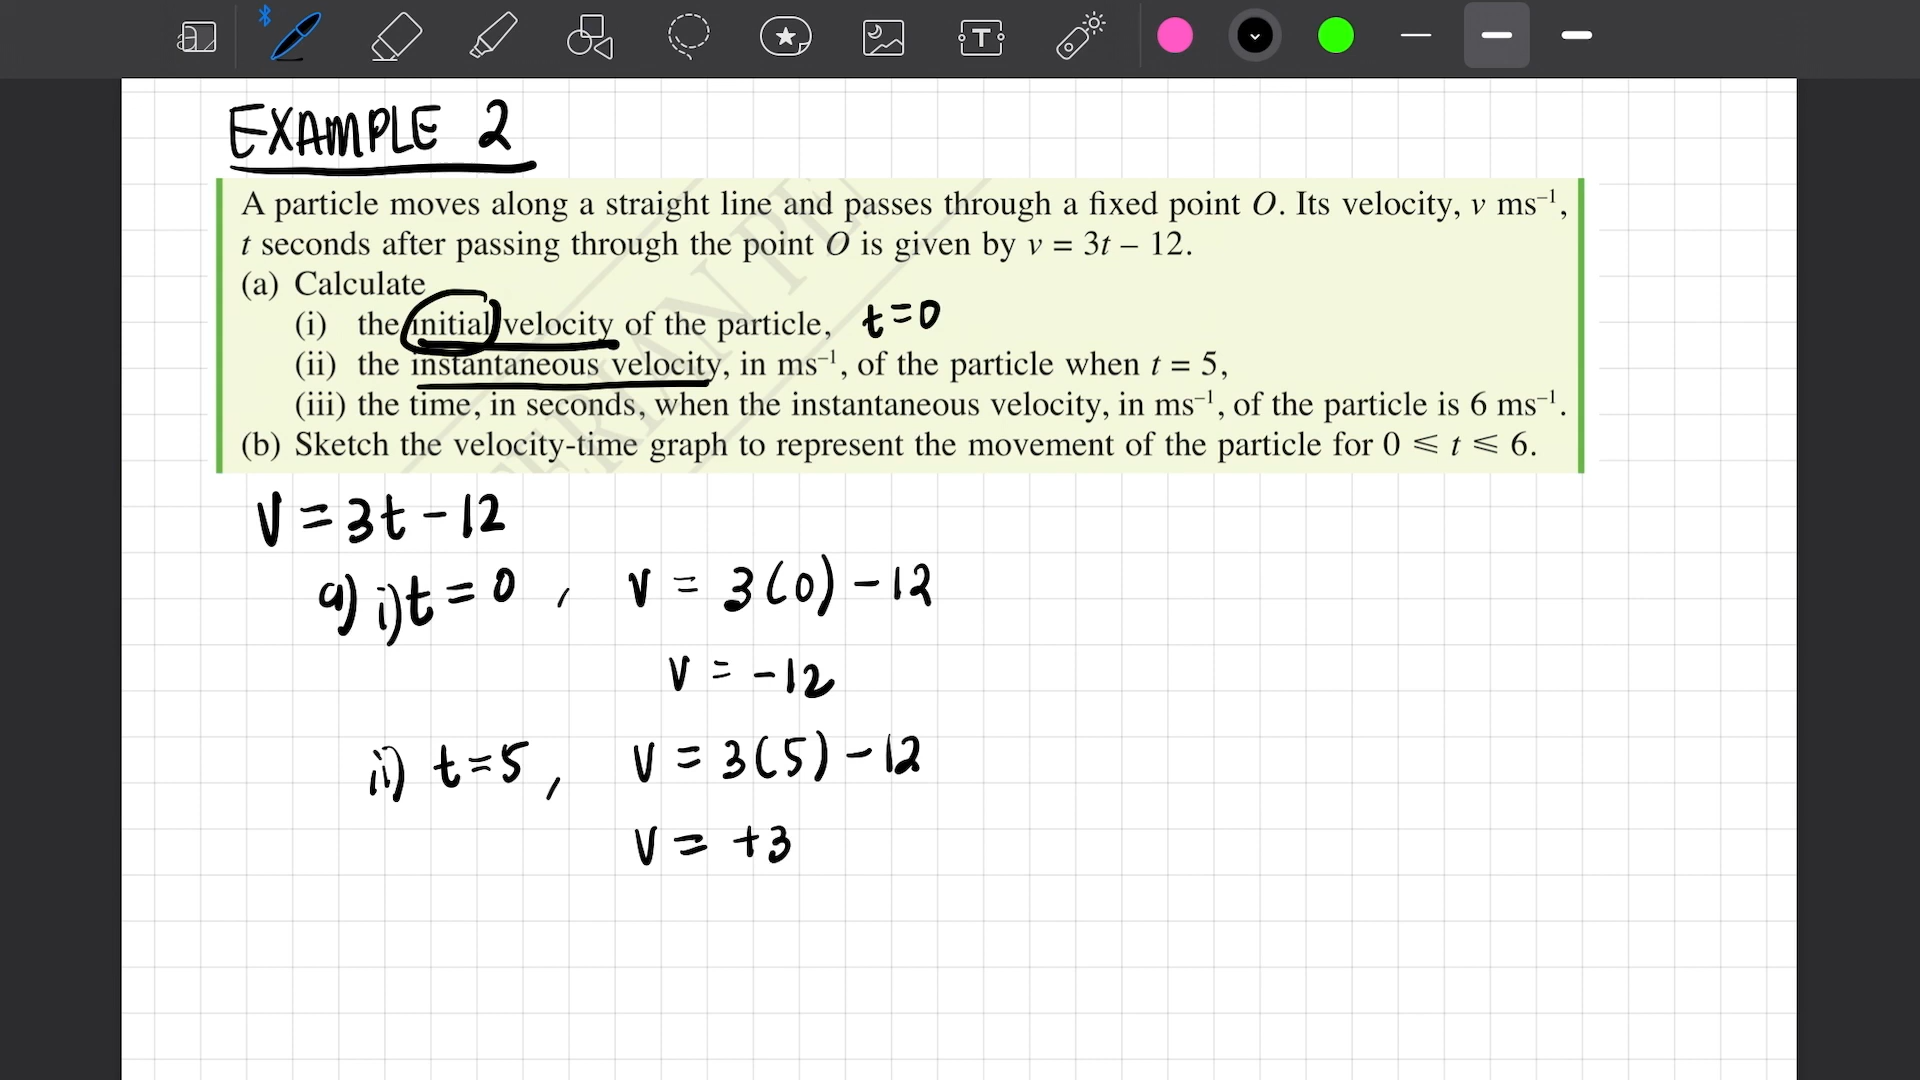 EXAMPLE 2
A particle moves along a straight line and passes through a fixed point O. Its velocity, v ms⁻¹,
t seconds after passing through the point O is given by v = 3t – 12.
(a) Calculate
(i) the initial velocity of the particle, t=0
(ii) the instantaneous velocity, in ms⁻¹, of the particle when t = 5,
(iii) the time, in seconds, when the instantaneous velocity, in ms⁻¹, of the particle is 6 ms⁻¹.
(b) Sketch the velocity-time graph to represent the movement of the particle for 0 ⩽ t ⩽ 6.
V = 3t - 12
a) i) t = 0 , v = 3(0) - 12
v = -12
ii) t=5, v = 3(5) - 12
v = +3